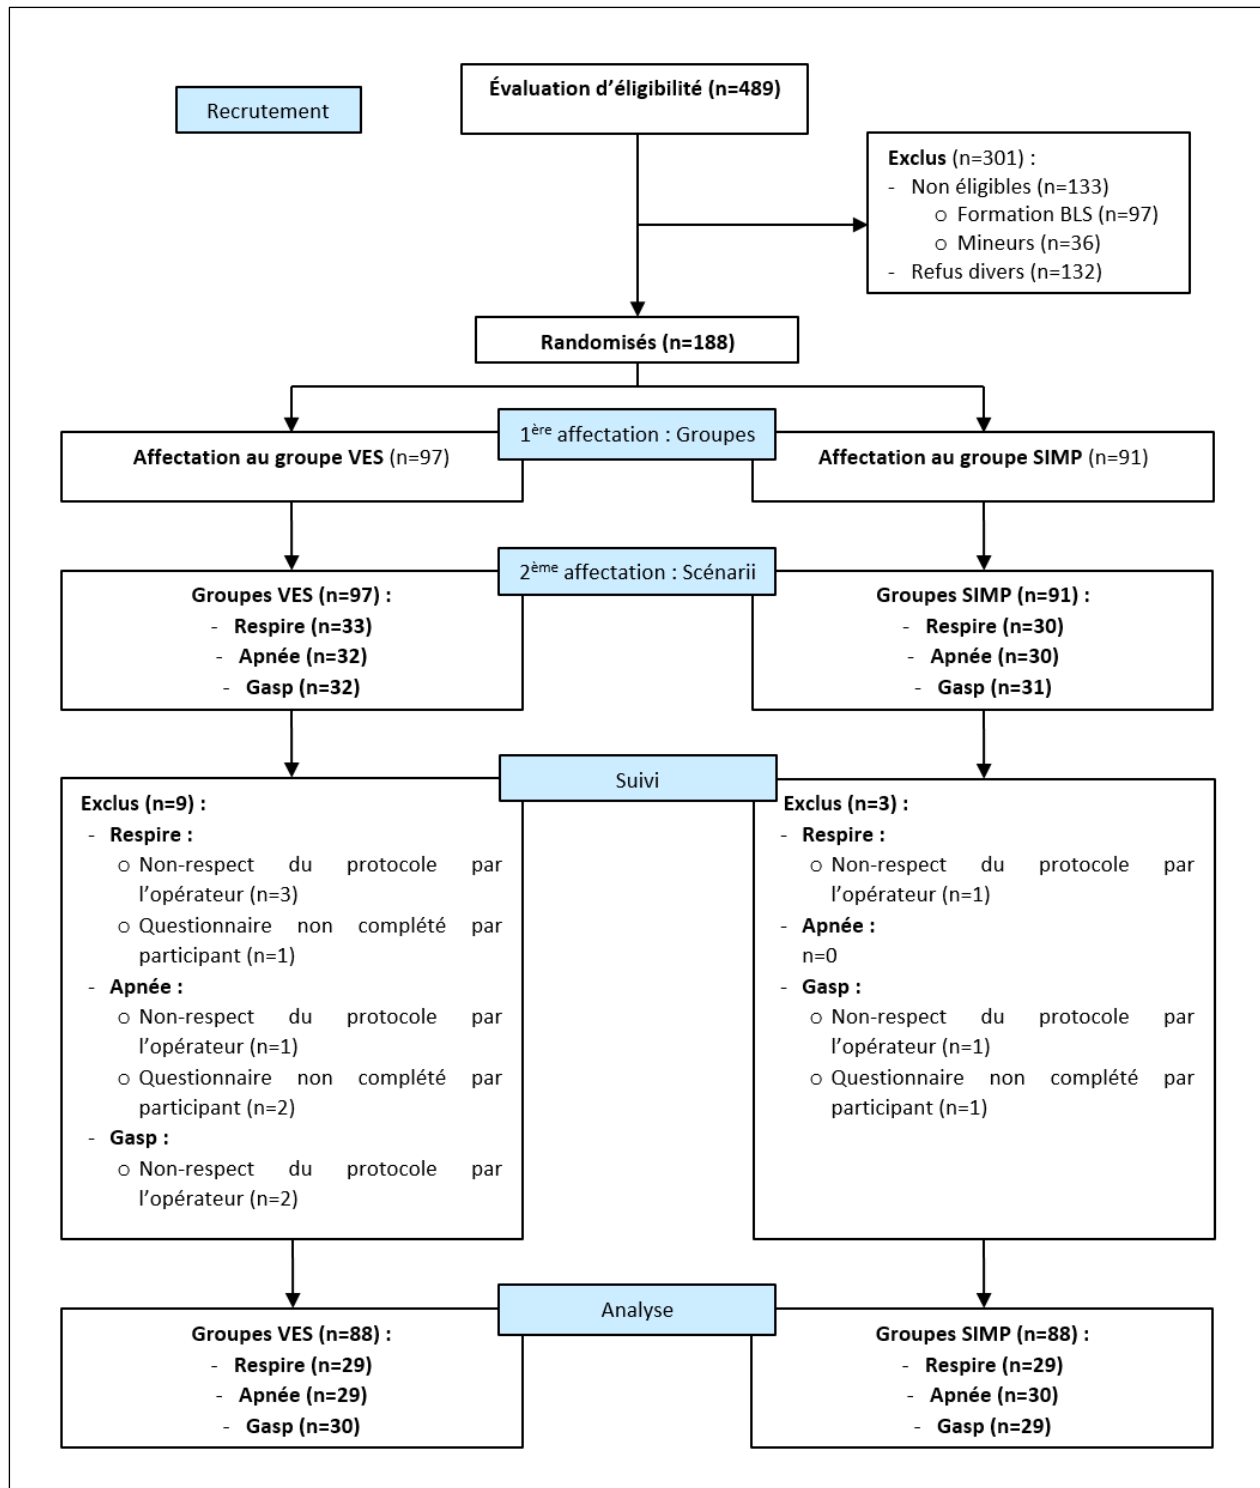 Évaluation d’éligibilité (n=489)
Recrutement
Exclus (n=301) :
- Non éligibles (n=133)
o Formation BLS (n=97)
o Mineurs (n=36)
- Refus divers (n=132)
Randomisés (n=188)
1ère affectation : Groupes
Affectation au groupe VES (n=97)
Affectation au groupe SIMP (n=91)
2ème affectation : Scénarii
Groupes VES (n=97) :
- Respire (n=33)
- Apnée (n=32)
- Gasp (n=32)
Groupes SIMP (n=91) :
- Respire (n=30)
- Apnée (n=30)
- Gasp (n=31)
Suivi
Exclus (n=9) :
- Respire :
o Non-respect du protocole par
l’opérateur (n=3)
o Questionnaire non complété par
participant (n=1)
- Apnée :
o Non-respect du protocole par
l’opérateur (n=1)
o Questionnaire non complété par
participant (n=2)
- Gasp :
o Non-respect du protocole par
l’opérateur (n=2)
Exclus (n=3) :
- Respire :
o Non-respect du protocole par
l’opérateur (n=1)
- Apnée :
n=0
- Gasp :
o Non-respect du protocole par
l’opérateur (n=1)
o Questionnaire non complété par
participant (n=1)
Analyse
Groupes VES (n=88) :
- Respire (n=29)
- Apnée (n=29)
- Gasp (n=30)
Groupes SIMP (n=88) :
- Respire (n=29)
- Apnée (n=30)
- Gasp (n=29)